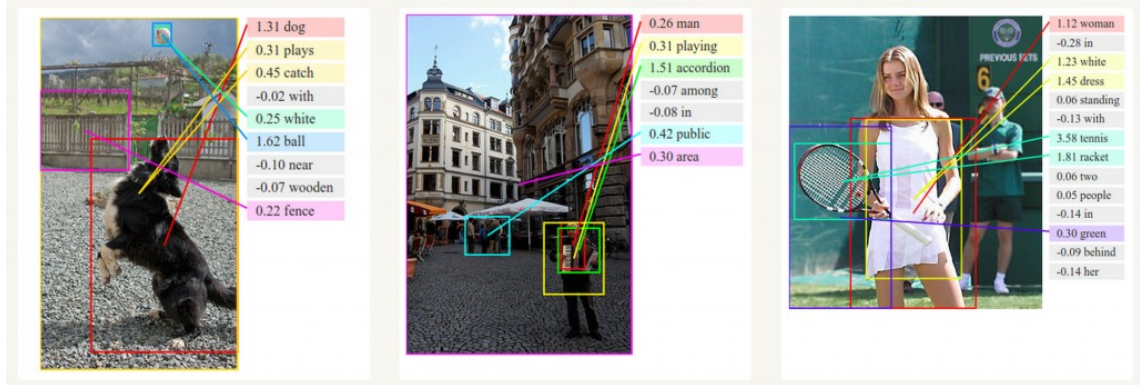 1.31 dog
0.31 plays
0.45 catch
-0.02 with
0.25 white
1.62 ball
-0.10 near
-0.07 wooden
0.22 fence
0.26 man
0.31 playing
1.51 accordion
-0.07 among
-0.08 in
0.42 public
0.30 area
PREVIOUS SETS
6
1.12 woman
-0.28 in
1.23 white
1.45 dress
0.06 standing
-0.13 with
3.58 tennis
1.81 racket
0.06 two
0.05 people
-0.14 in
0.30 green
-0.09 behind
-0.14 her